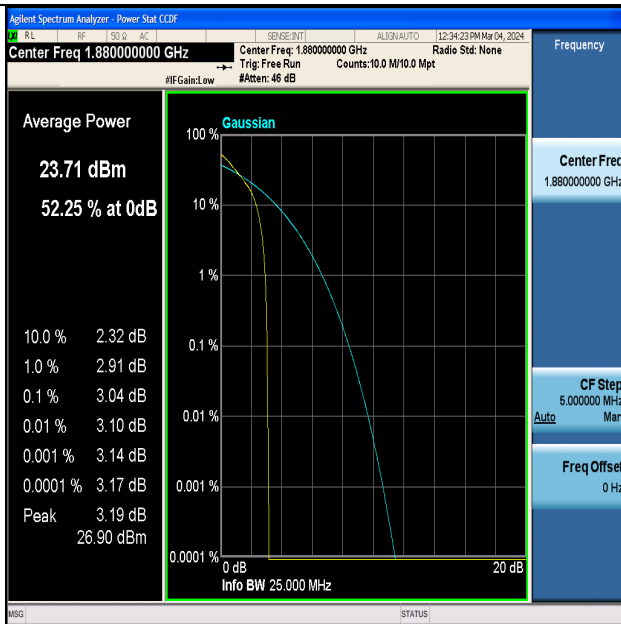 Agilent Spectrum Analyzer - Power Stat CCDF
LXI RL RF 50 Ω AC SENSE:INT ALIGNAUTO 12:34:23 PM Mar 04, 2024
Center Freq 1.880000000 GHz
Center Freq: 1.880000000 GHz Radio Std: None
Trig: Free Run Counts:10.0 M/10.0 Mpt
#IFGain:Low #Atten: 46 dB
Frequency
Average Power
23.71 dBm
52.25 % at 0dB
10.0 % 2.32 dB
1.0 % 2.91 dB
0.1 % 3.04 dB
0.01 % 3.10 dB
0.001 % 3.14 dB
0.0001 % 3.17 dB
Peak 3.19 dB
26.90 dBm
Gaussian
100 %
10 %
1 %
0.1 %
0.01 %
0.001 %
0.0001 %
0 dB 20 dB
Info BW 25.000 MHz
Center Freq
1.880000000 GHz
CF Step
5.000000 MHz
Auto Man
Freq Offset
0 Hz
MSG STATUS